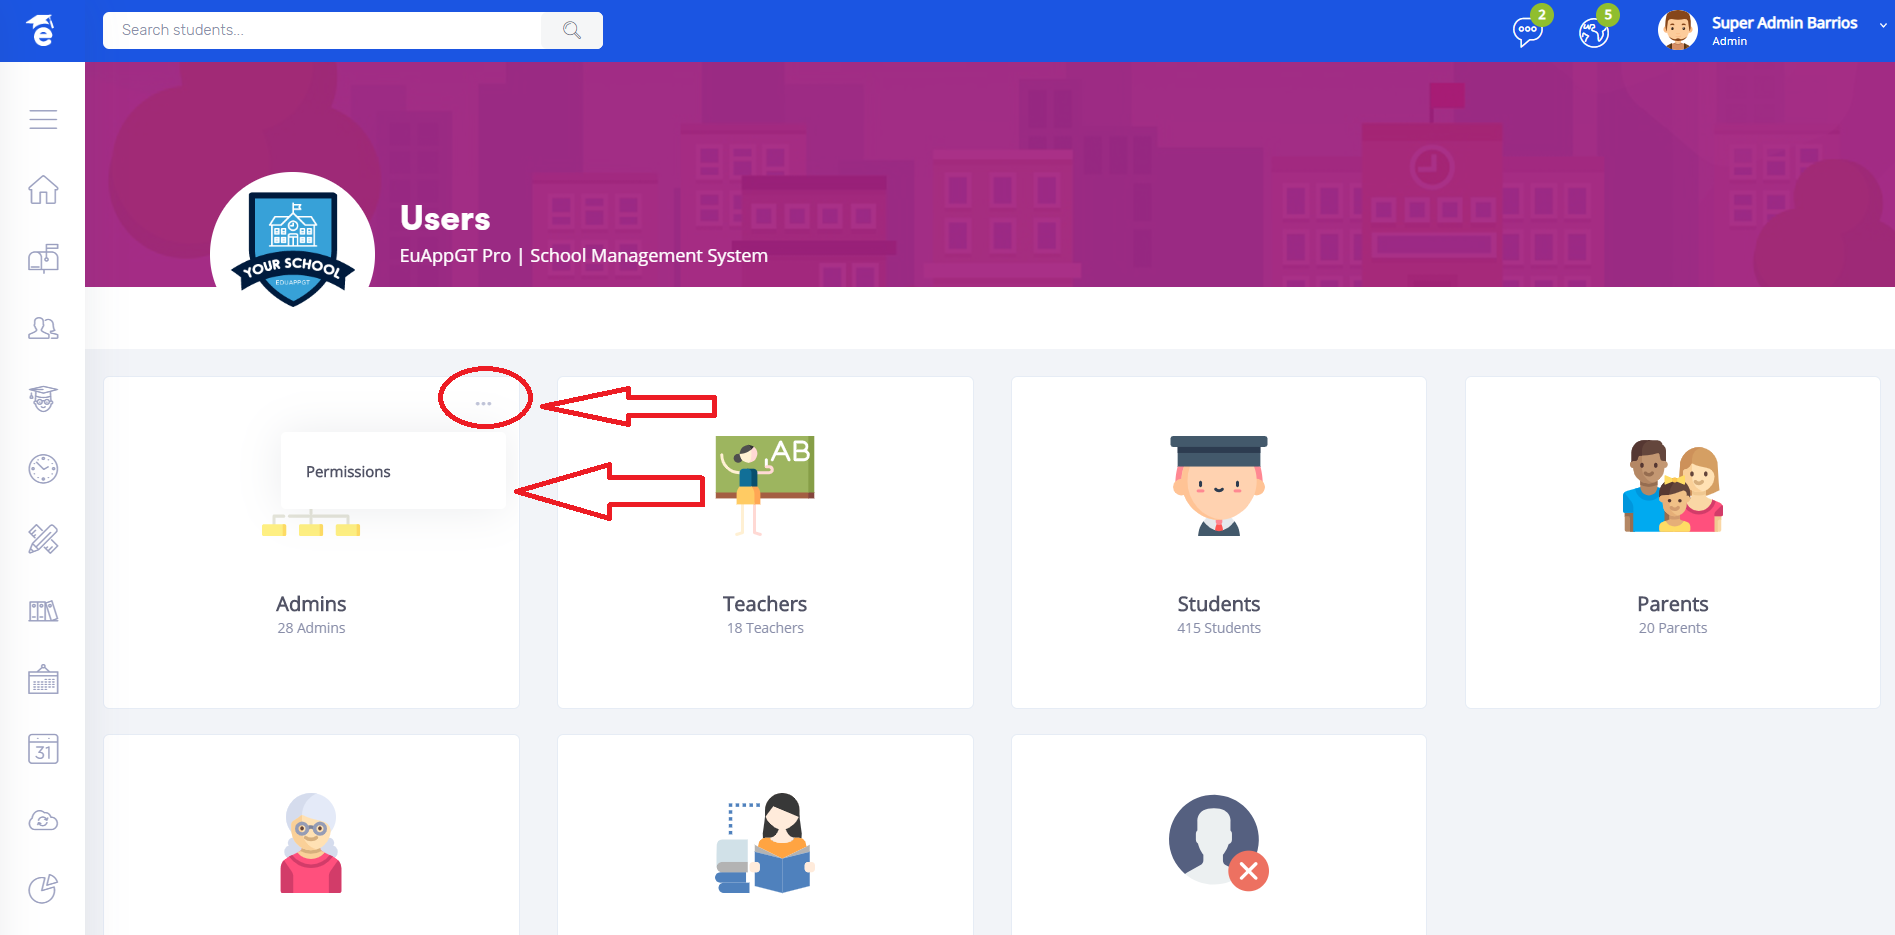 e
Search students...
2
5
Super Admin Barrios
Admin
YOUR SCHOOL
EDUAPPGT
Users
EuAppGT Pro | School Management System
Permissions
AB
Admins
28 Admins
Teachers
18 Teachers
Students
415 Students
Parents
20 Parents
31